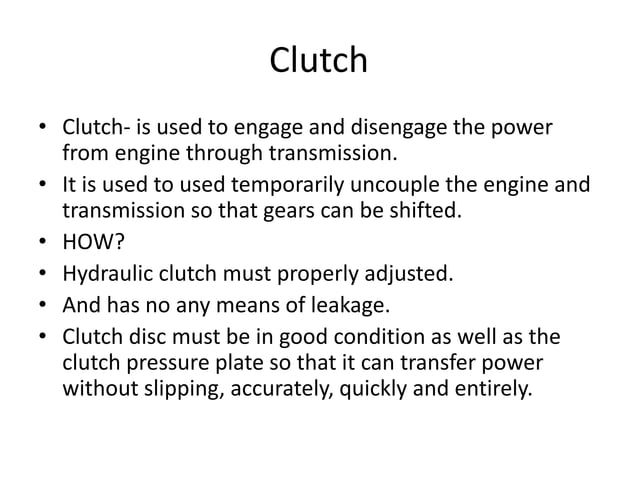 Clutch
• Clutch- is used to engage and disengage the power
from engine through transmission.
• It is used to used temporarily uncouple the engine and
transmission so that gears can be shifted.
• HOW?
• Hydraulic clutch must properly adjusted.
• And has no any means of leakage.
• Clutch disc must be in good condition as well as the
clutch pressure plate so that it can transfer power
without slipping, accurately, quickly and entirely.